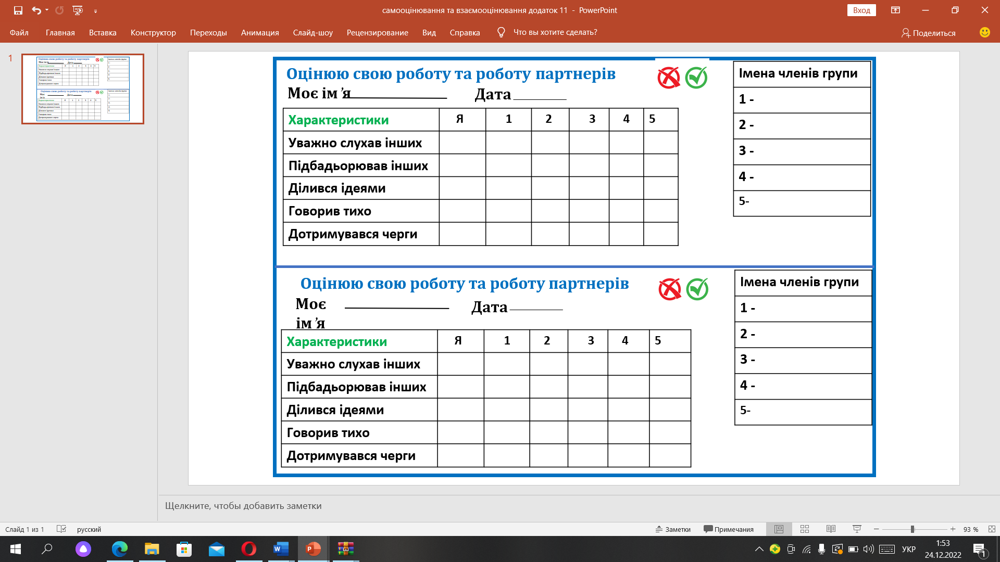 самооцінювання та взаємооцінювання додаток 11 - PowerPoint
Вход
Файл Главная Вставка Конструктор Переходы Анимация Слайд-шоу Рецензирование Вид Справка Что вы хотите сделать? Поделиться
1
Оцінюю свою роботу та роботу партнерів
Моє ім’я Дата
Характеристики Я 1 2 3 4 5
Уважно слухав інших
Підбадьорював інших
Ділився ідеями
Говорив тихо
Дотримувався черги
Імена членів групи
1 -
2 -
3 -
4 -
5-
Оцінюю свою роботу та роботу партнерів
Моє Дата
ім’я
Характеристики Я 1 2 3 4 5
Уважно слухав інших
Підбадьорював інших
Ділився ідеями
Говорив тихо
Дотримувався черги
Імена членів групи
1 -
2 -
3 -
4 -
5-
Щелкните, чтобы добавить заметки
Слайд 1 из 1 русский Заметки Примечания 93 %
УКР
1:53
24.12.2022
1